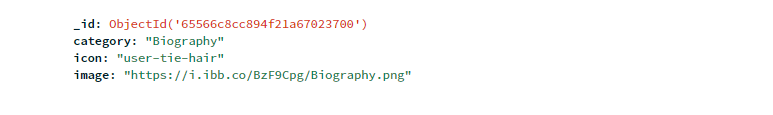 _id: ObjectId('65566c8cc894f21a67023700')
category: "Biography"
icon: "user-tie-hair"
image: "https://i.ibb.co/BzF9Cpg/Biography.png"